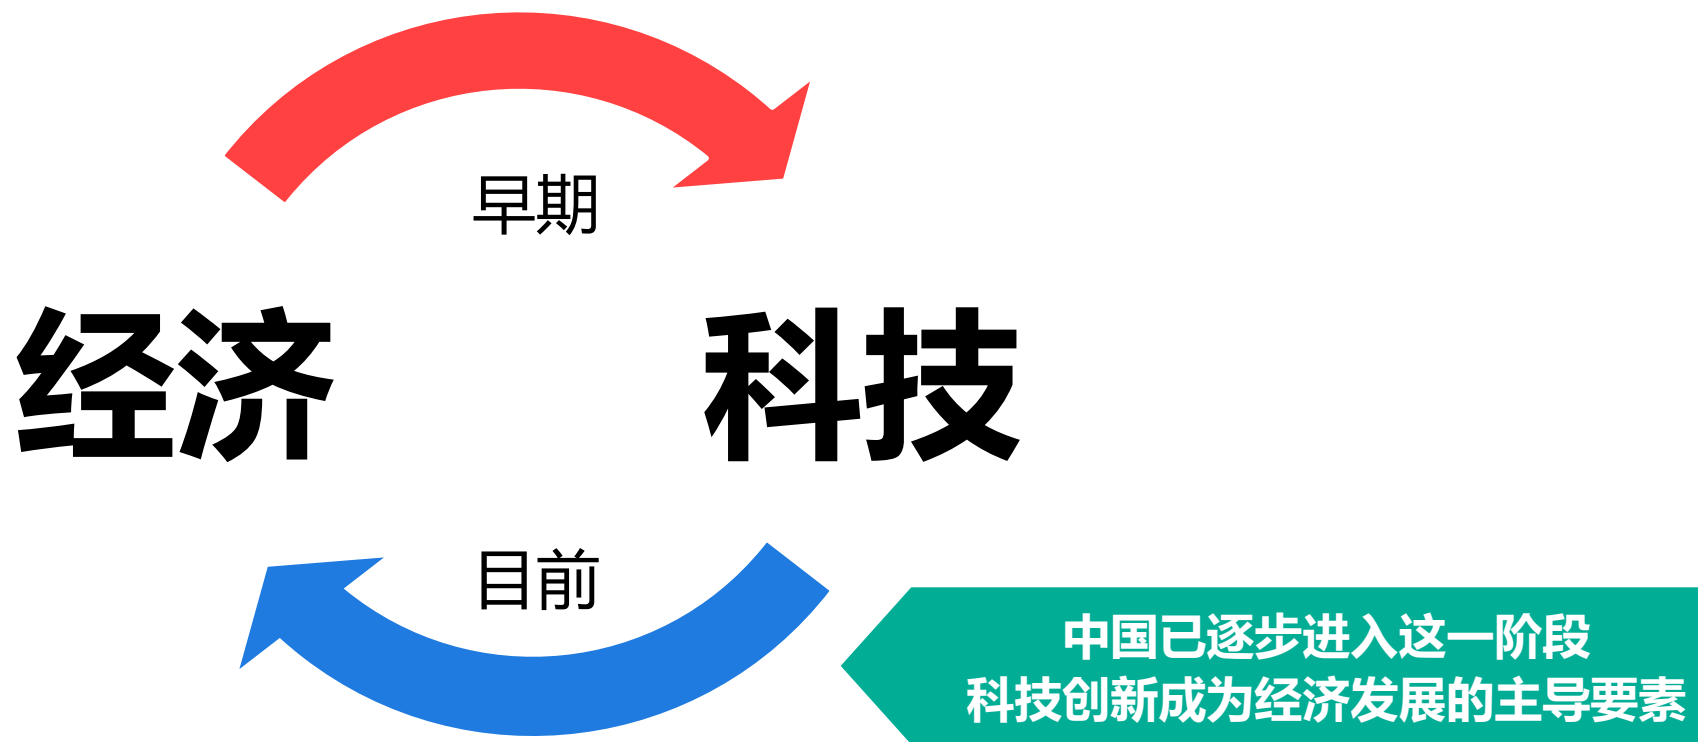 早期
经济
科技
目前
中国已逐步进入这一阶段
科技创新成为经济发展的主导要素